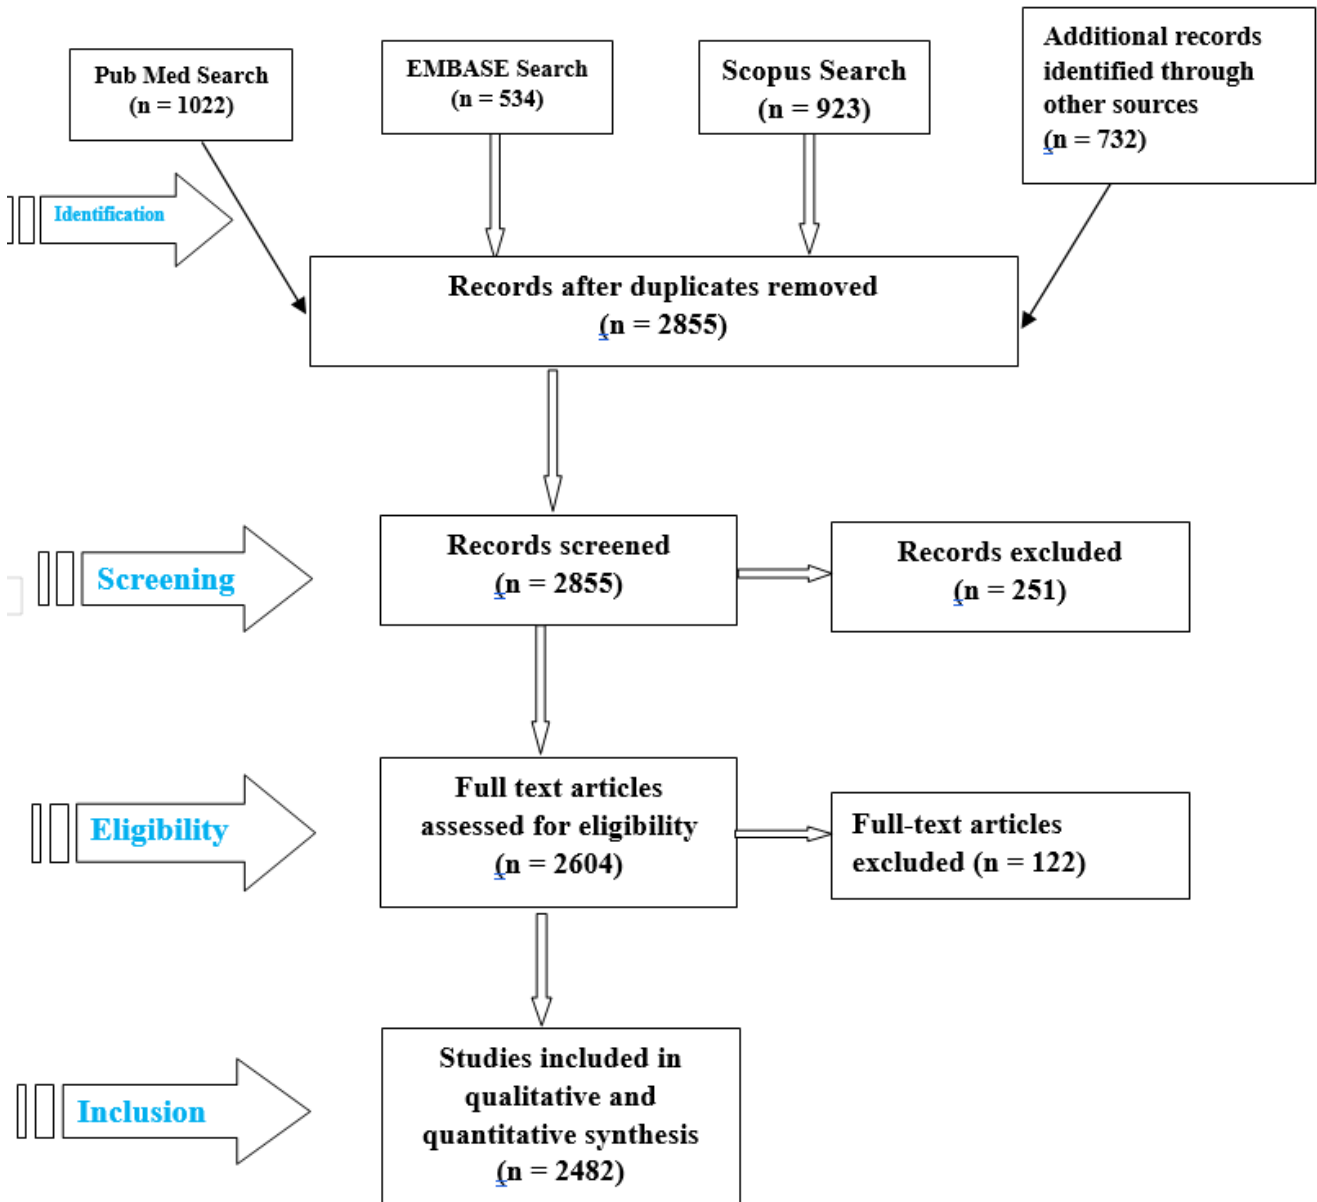 Pub Med Search
(n = 1022)
EMBASE Search
(n = 534)
Scopus Search
(n = 923)
Additional records
identified through
other sources
(n = 732)
Identification
Records after duplicates removed
(n = 2855)
Screening
Records screened
(n = 2855)
Records excluded
(n = 251)
Eligibility
Full text articles
assessed for eligibility
(n = 2604)
Full-text articles
excluded (n = 122)
Inclusion
Studies included in
qualitative and
quantitative synthesis
(n = 2482)